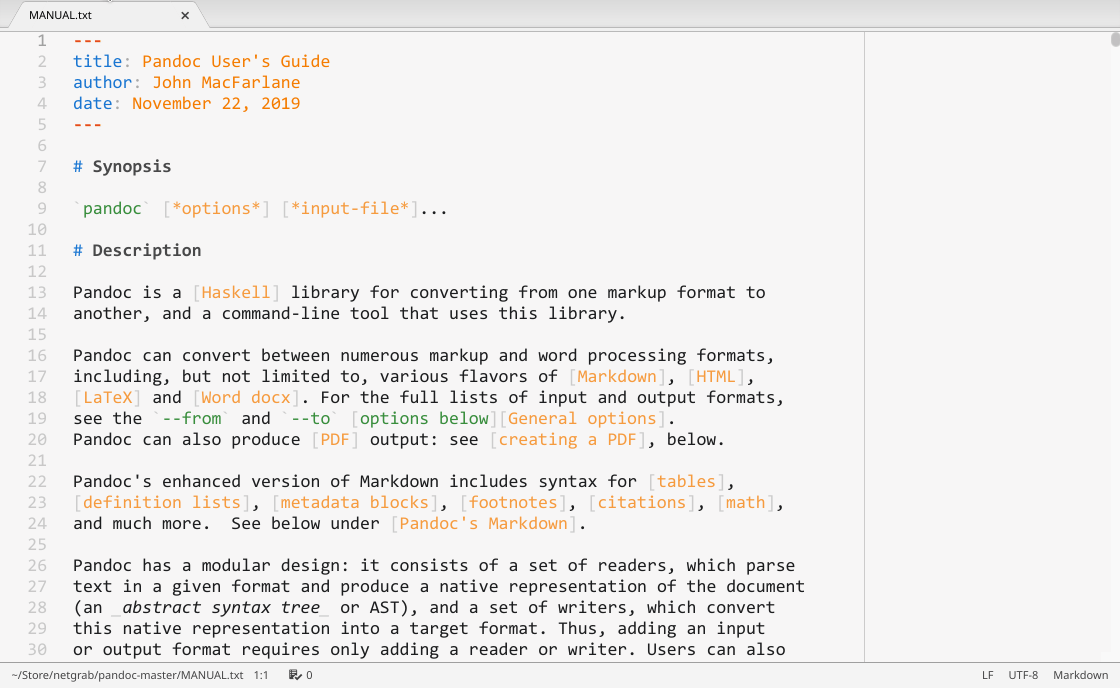 MANUAL.txt ×
1 ---
2 title: Pandoc User's Guide
3 author: John MacFarlane
4 date: November 22, 2019
5 ---
6
7 # Synopsis
8
9 `pandoc` [*options*] [*input-file*]...
10
11 # Description
12
13 Pandoc is a [Haskell] library for converting from one markup format to
14 another, and a command-line tool that uses this library.
15
16 Pandoc can convert between numerous markup and word processing formats,
17 including, but not limited to, various flavors of [Markdown], [HTML],
18 [LaTeX] and [Word docx]. For the full lists of input and output formats,
19 see the `--from` and `--to` [options below][General options].
20 Pandoc can also produce [PDF] output: see [creating a PDF], below.
21
22 Pandoc's enhanced version of Markdown includes syntax for [tables],
23 [definition lists], [metadata blocks], [footnotes], [citations], [math],
24 and much more.  See below under [Pandoc's Markdown].
25
26 Pandoc has a modular design: it consists of a set of readers, which parse
27 text in a given format and produce a native representation of the document
28 (an _abstract syntax tree_ or AST), and a set of writers, which convert
29 this native representation into a target format. Thus, adding an input
30 or output format requires only adding a reader or writer. Users can also
~/Store/netgrab/pandoc-master/MANUAL.txt 1:1 0 LF UTF-8 Markdown